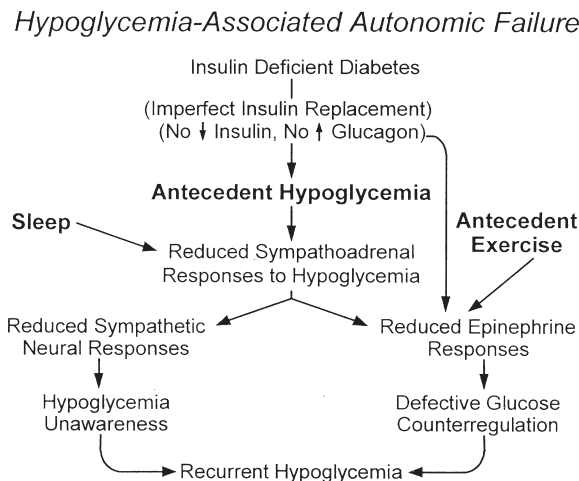 Hypoglycemia-Associated Autonomic Failure
Insulin Deficient Diabetes
(Imperfect Insulin Replacement)
(No ↓ Insulin, No ↑ Glucagon)
Antecedent Hypoglycemia
Sleep
Antecedent
Exercise
Reduced Sympathoadrenal
Responses to Hypoglycemia
Reduced Sympathetic
Neural Responses
Reduced Epinephrine
Responses
Hypoglycemia
Unawareness
Defective Glucose
Counterregulation
Recurrent Hypoglycemia